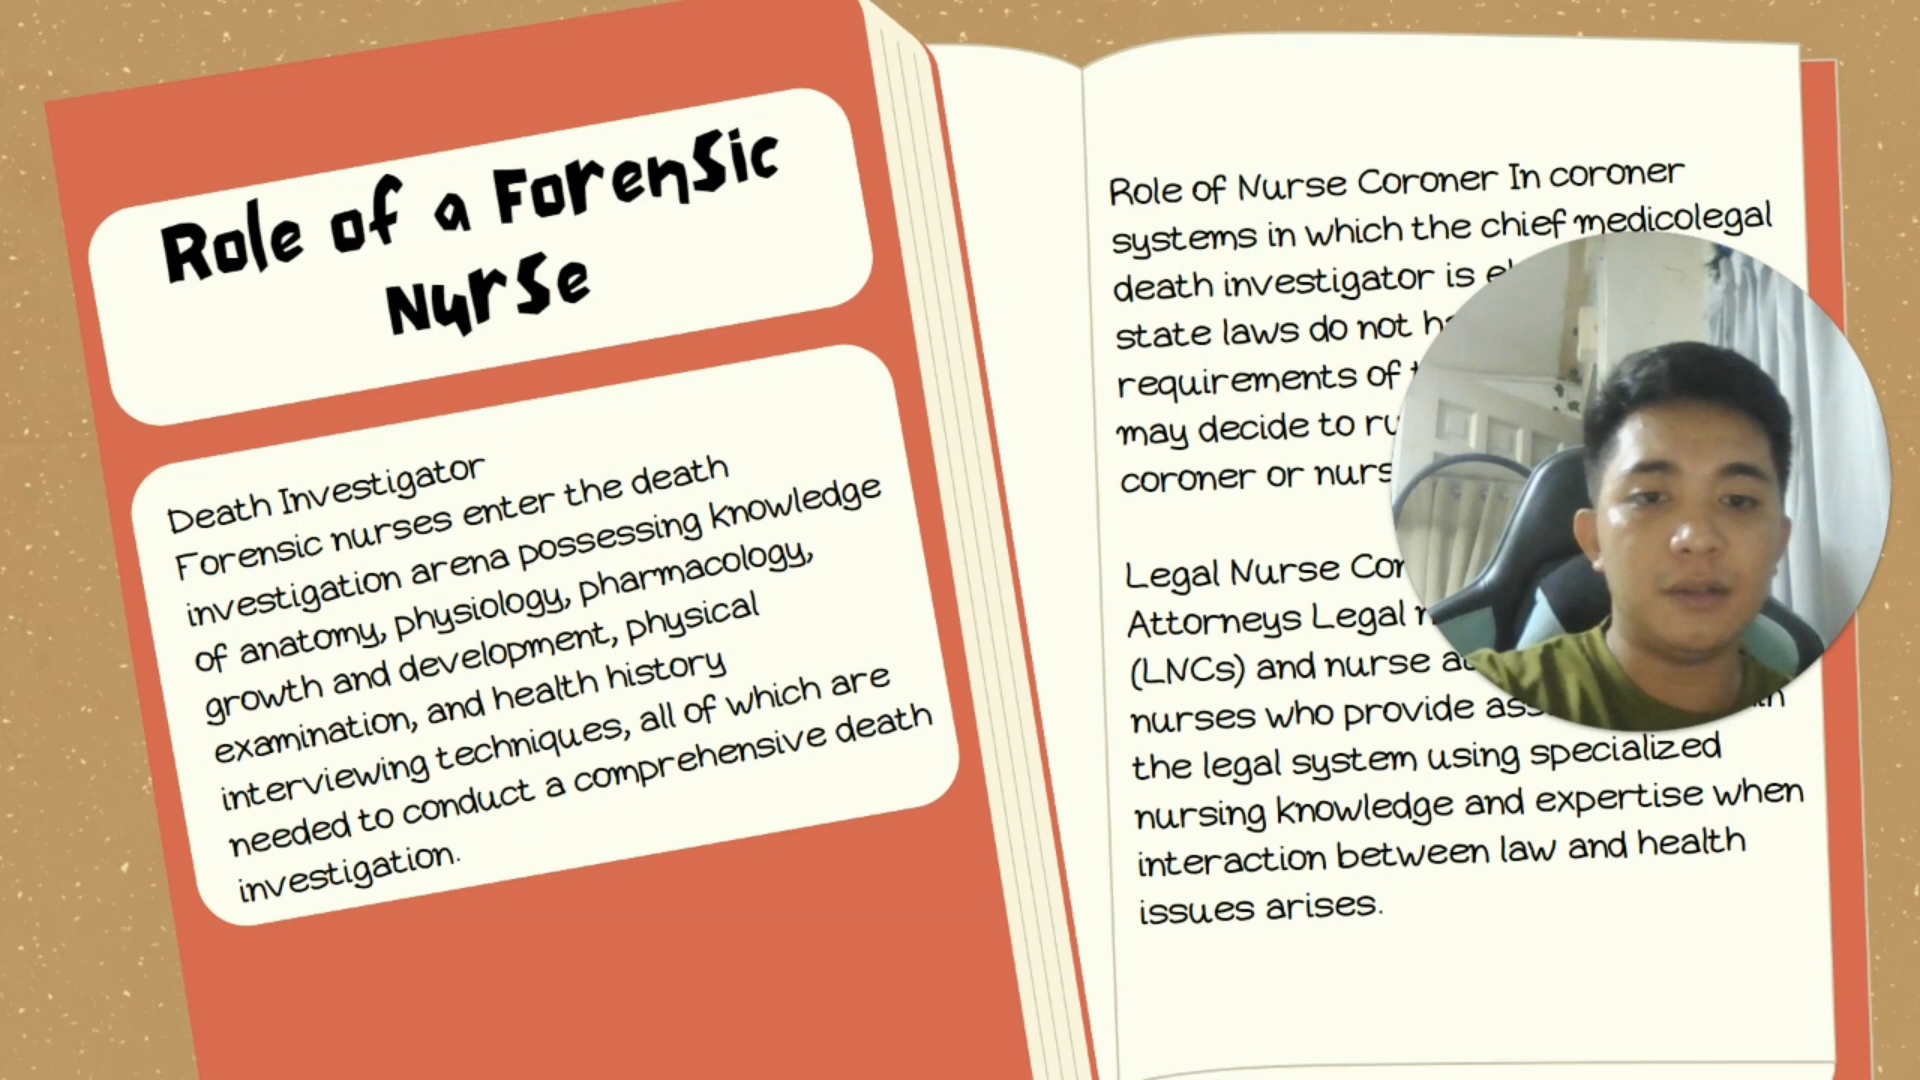 Role of a Forensic
Nurse
Death Investigator
Forensic nurses enter the death
investigation arena possessing knowledge
of anatomy, physiology, pharmacology,
growth and development, physical
examination, and health history
interviewing techniques, all of which are
needed to conduct a comprehensive death
investigation.
Role of Nurse Coroner In coroner
systems in which the chief medicolegal
death investigator is
state laws do not
requirements of
may decide to
coroner or
Legal Nurse
Attorneys Legal
(LNCs) and nurse
nurses who provide
the legal system using specialized
nursing knowledge and expertise when
interaction between law and health
issues arises.